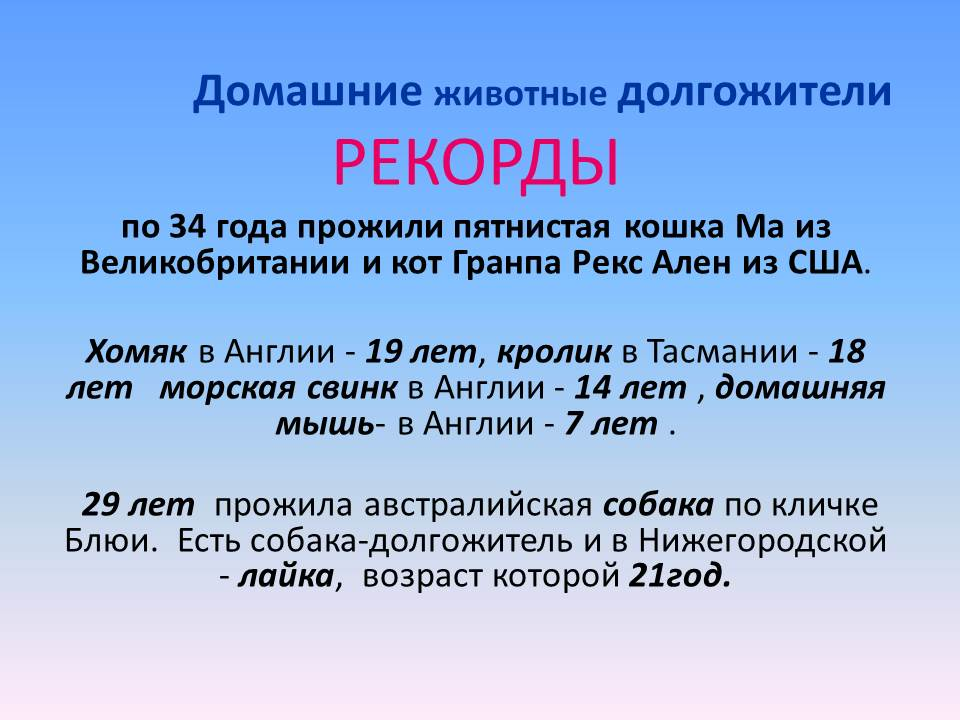 Домашние животные долгожители
РЕКОРДЫ
по 34 года прожили пятнистая кошка Ма из
Великобритании и кот Гранпа Рекс Ален из США.
Хомяк в Англии - 19 лет, кролик в Тасмании - 18
лет морская свинк в Англии - 14 лет , домашняя
мышь- в Англии - 7 лет .
29 лет прожила австралийская собака по кличке
Блюи. Есть собака-долгожитель и в Нижегородской
- лайка, возраст которой 21год.